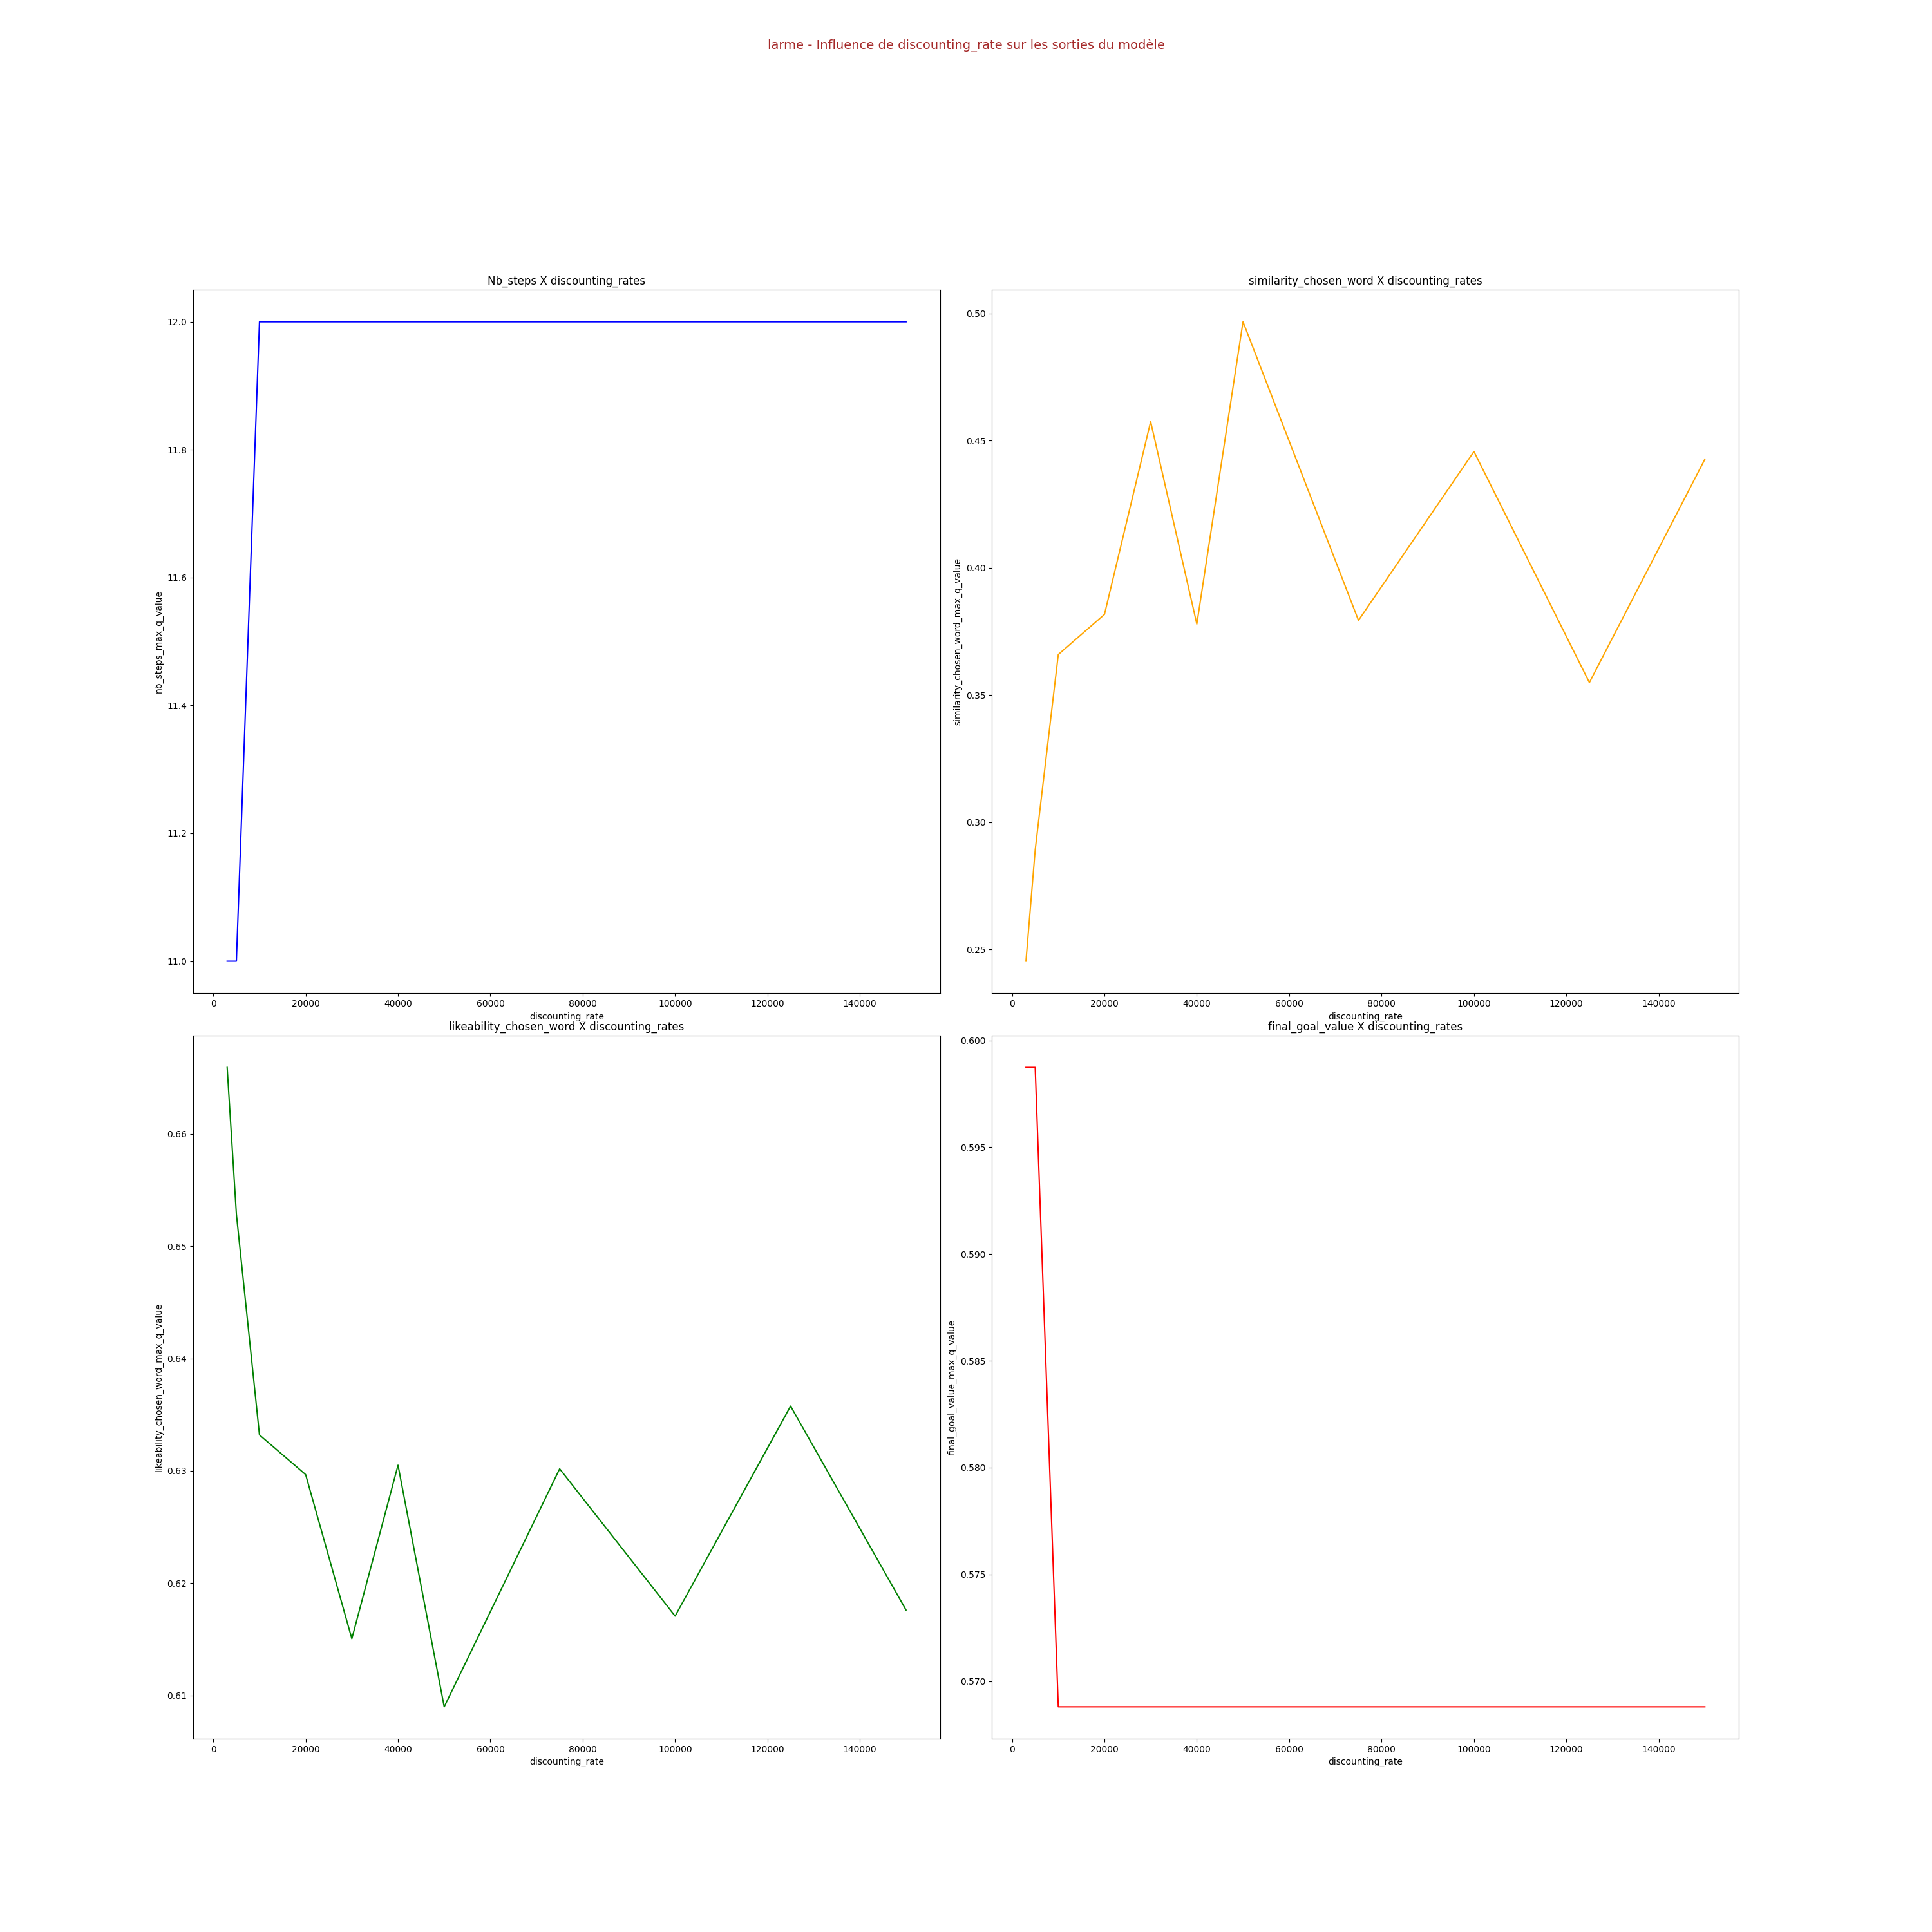 larme - Influence de discounting_rate sur les sorties du modèle
Nb_steps X discounting_rates
nb_steps_max_q_value
12.0
11.8
11.6
11.4
11.2
11.0
0 20000 40000 60000 80000 100000 120000 140000
discounting_rate
similarity_chosen_word X discounting_rates
similarity_chosen_word_max_q_value
0.50
0.45
0.40
0.35
0.30
0.25
0 20000 40000 60000 80000 100000 120000 140000
discounting_rate
likeability_chosen_word X discounting_rates
likeability_chosen_word_max_q_value
0.66
0.65
0.64
0.63
0.62
0.61
0 20000 40000 60000 80000 100000 120000 140000
discounting_rate
final_goal_value X discounting_rates
final_goal_value_max_q_value
0.600
0.595
0.590
0.585
0.580
0.575
0.570
0 20000 40000 60000 80000 100000 120000 140000
discounting_rate